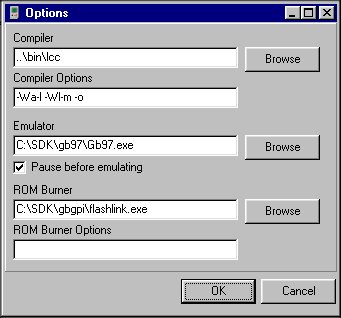 Options
Compiler
..\bin\lcc
Browse
Compiler Options
-Wa-l -Wl-m -o
Emulator
C:\SDK\gb97\Gb97.exe
Browse
Pause before emulating
ROM Burner
C:\SDK\gbgpi\flashlink.exe
Browse
ROM Burner Options
OK
Cancel